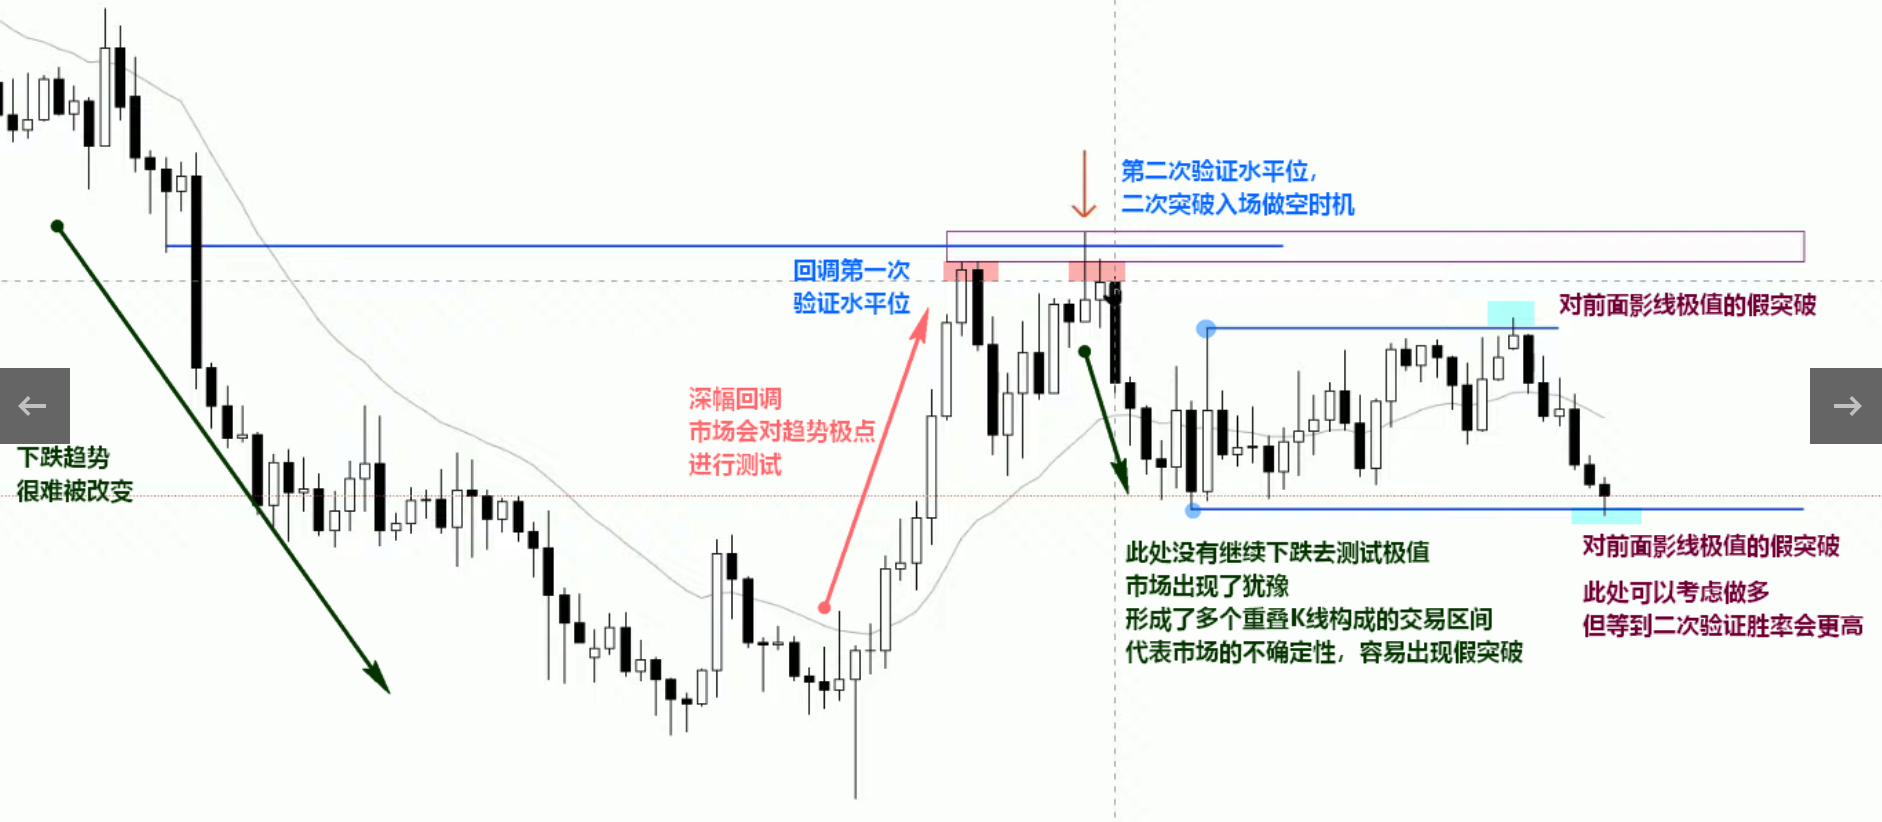 第二次验证水平位，
二次突破入场做空时机
回调第一次
验证水平位
对前面影线极值的假突破
深幅回调
市场会对趋势极点
进行测试
下跌趋势
很难被改变
此处没有继续下跌去测试极值
市场出现了犹豫
形成了多个重叠K线构成的交易区间
代表市场的不确定性，容易出现假突破
对前面影线极值的假突破
此处可以考虑做多
但等到二次验证胜率会更高